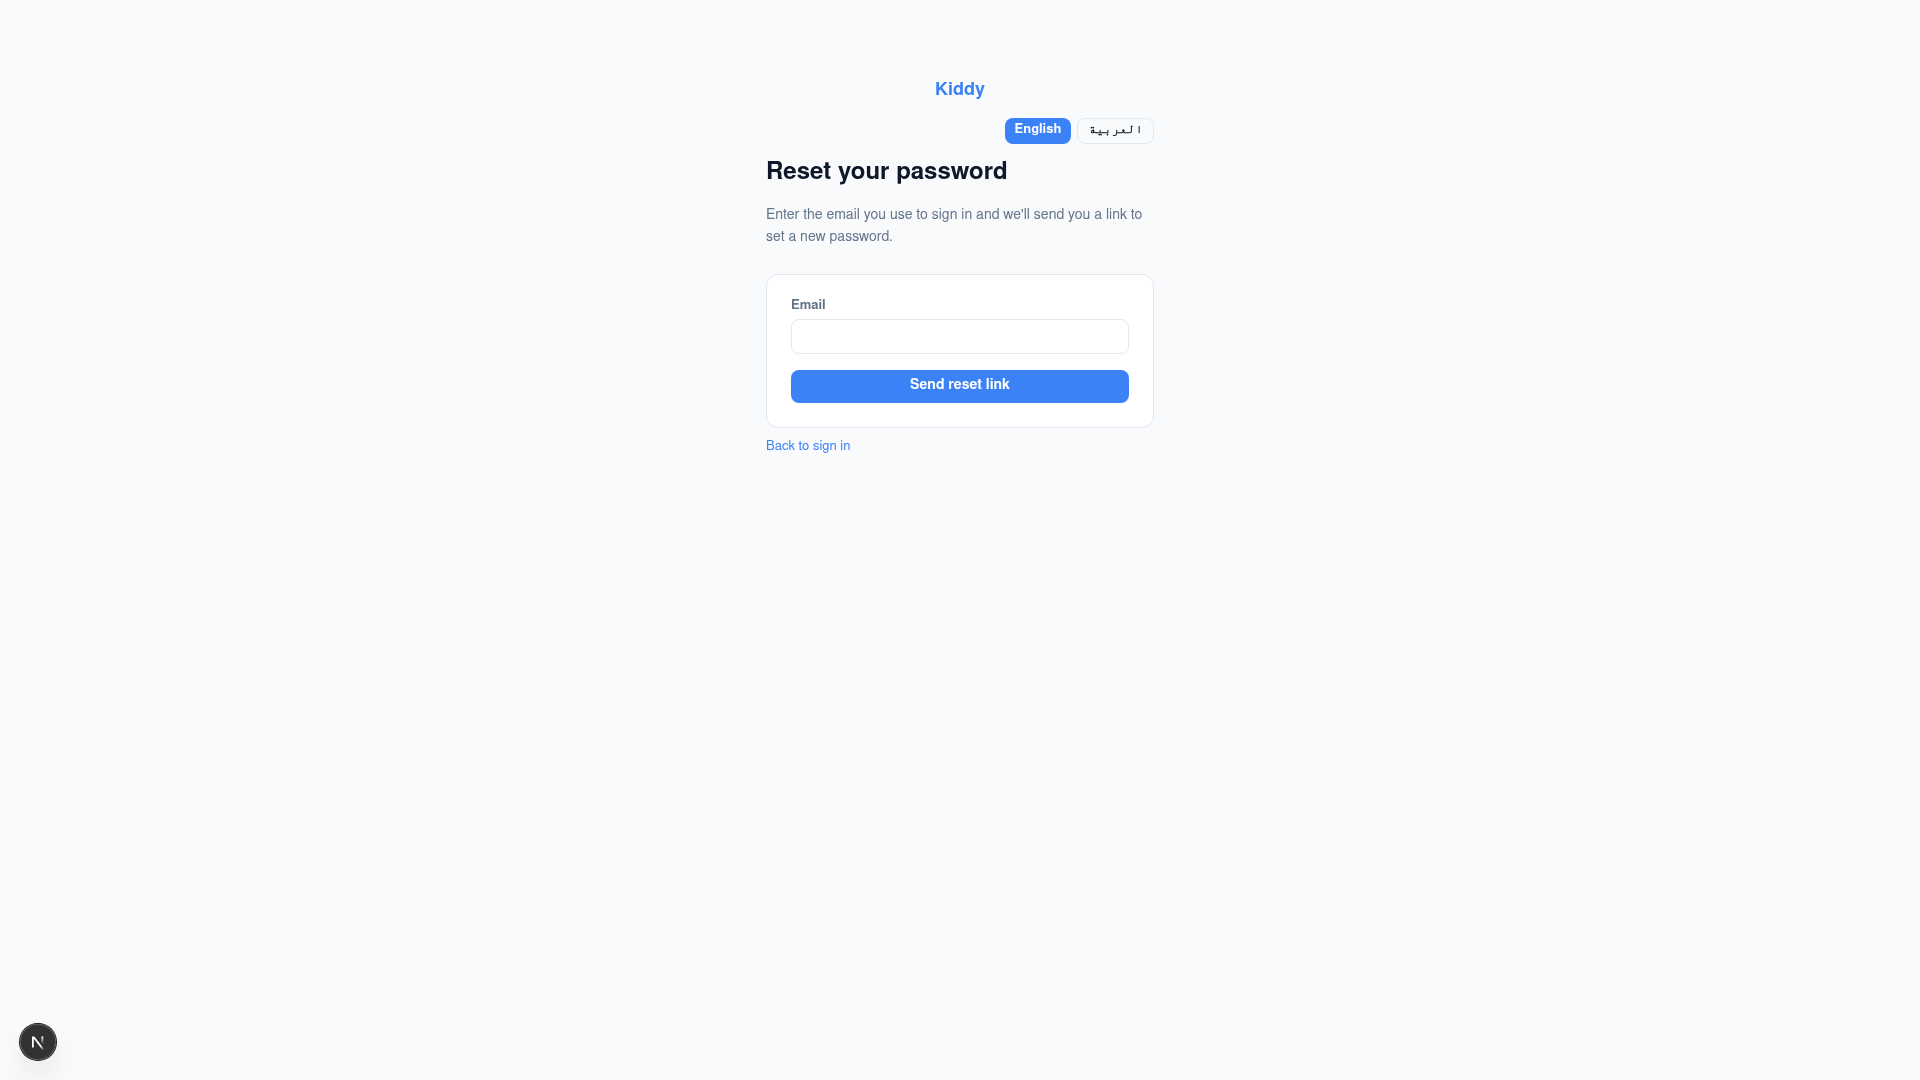 Kiddy
English
العربية
Reset your password
Enter the email you use to sign in and we'll send you a link to
set a new password.
Email
Send reset link
Back to sign in
N